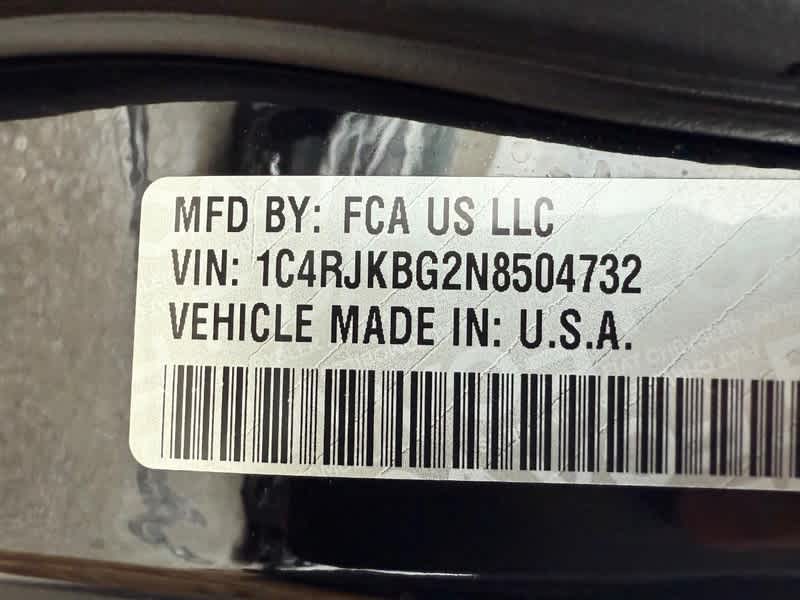 MFD BY: FCA US LLC
VIN: 1C4RJKBG2N8504732
VEHICLE MADE IN: U.S.A.